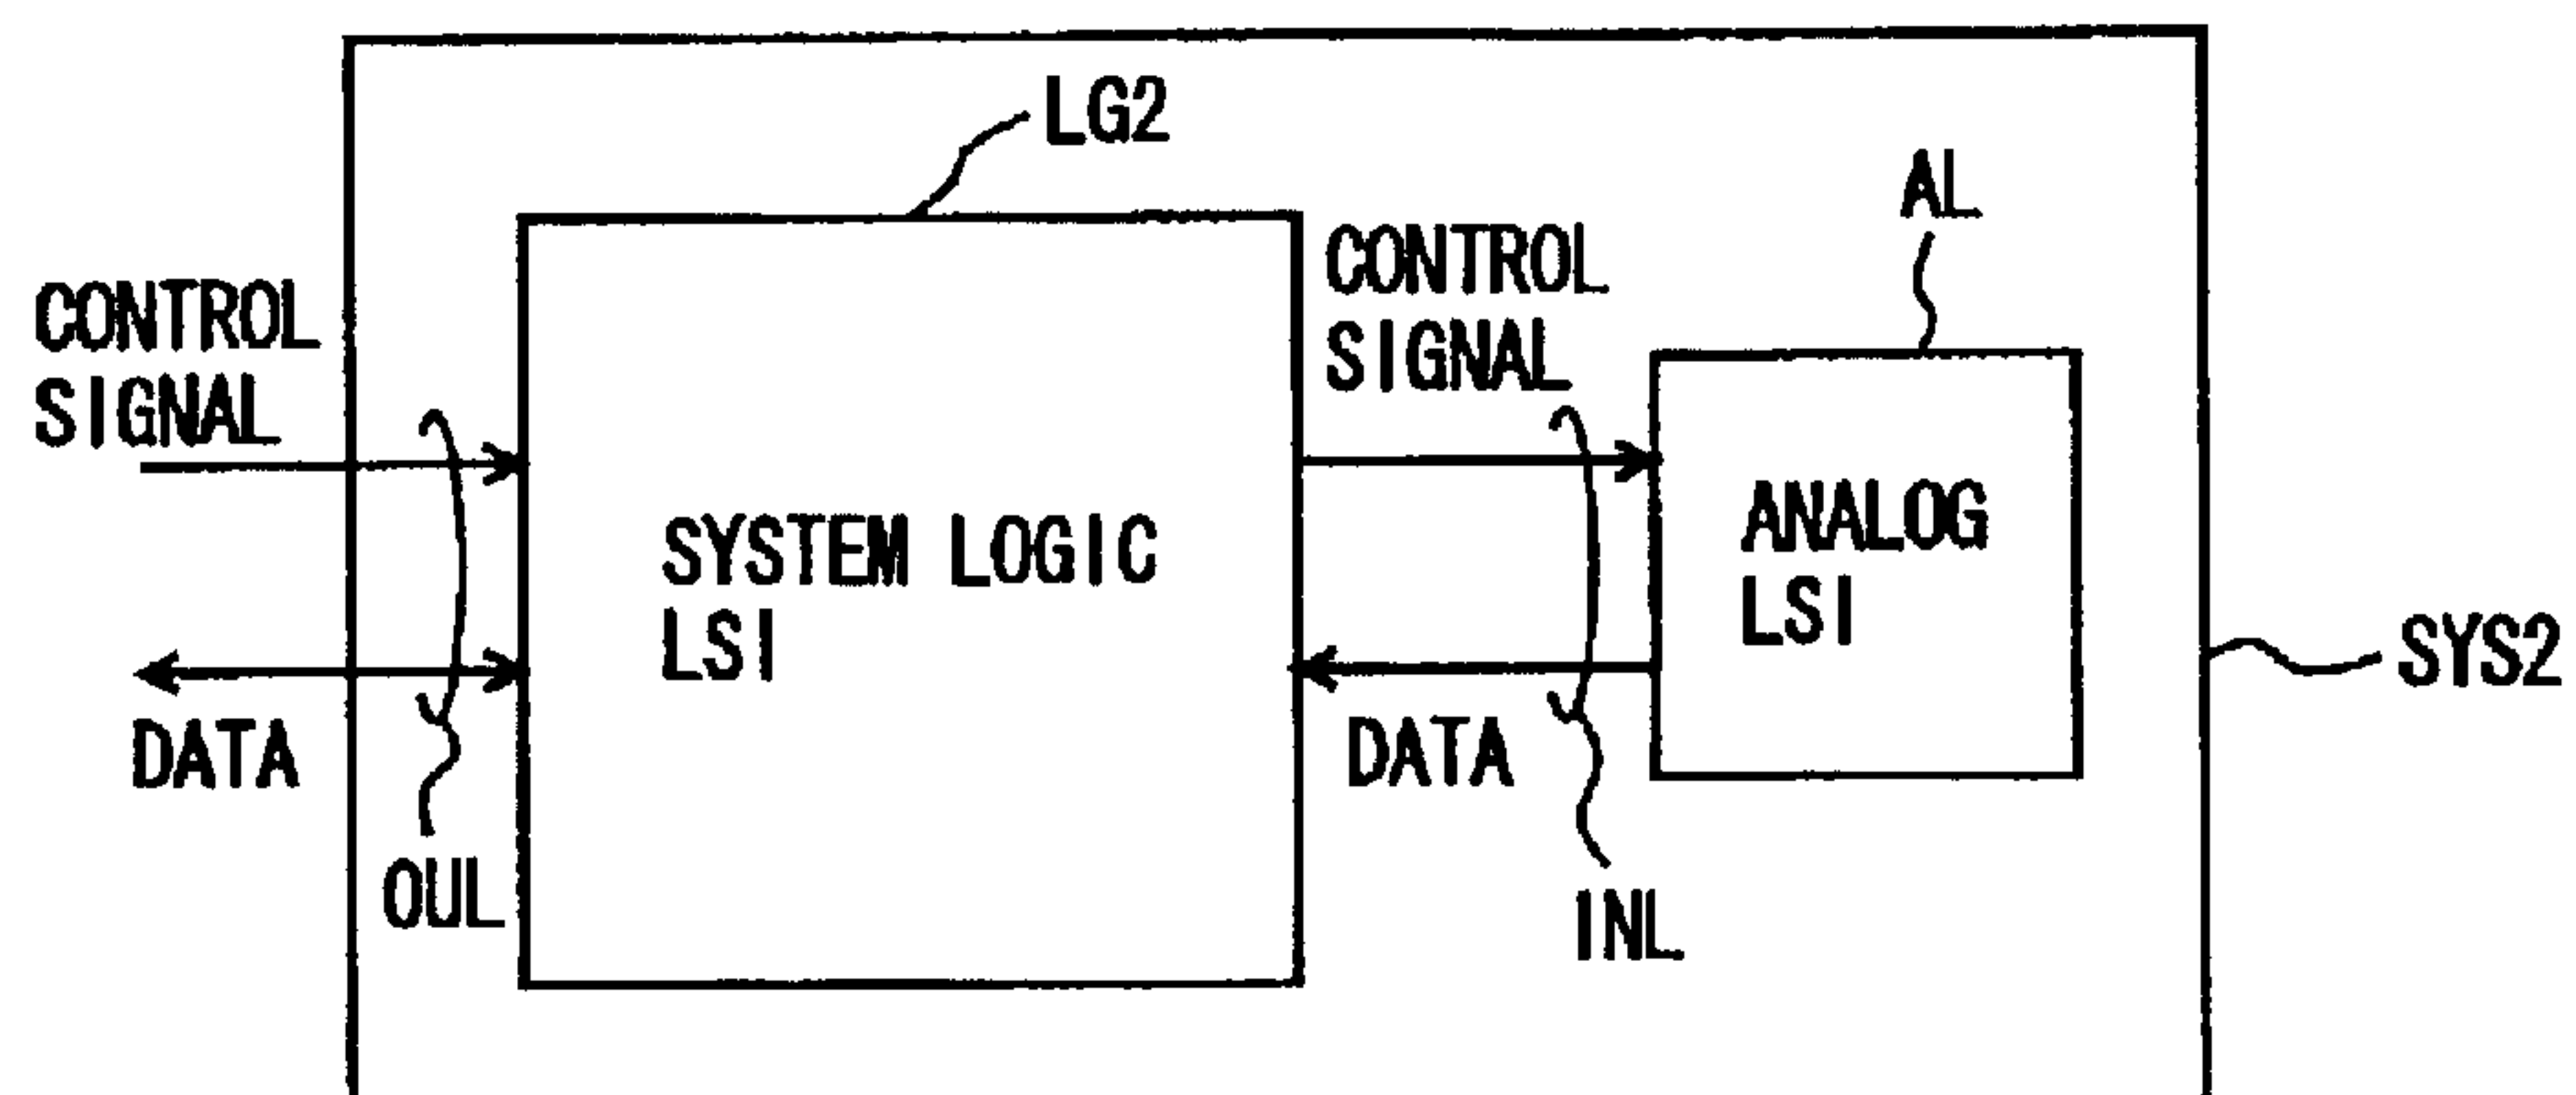 LG2
AL
CONTROL
SIGNAL
CONTROL
SIGNAL
SYSTEM LOGIC
LSI
ANALOG
LSI
SYS2
DATA
DATA
OUL
INL